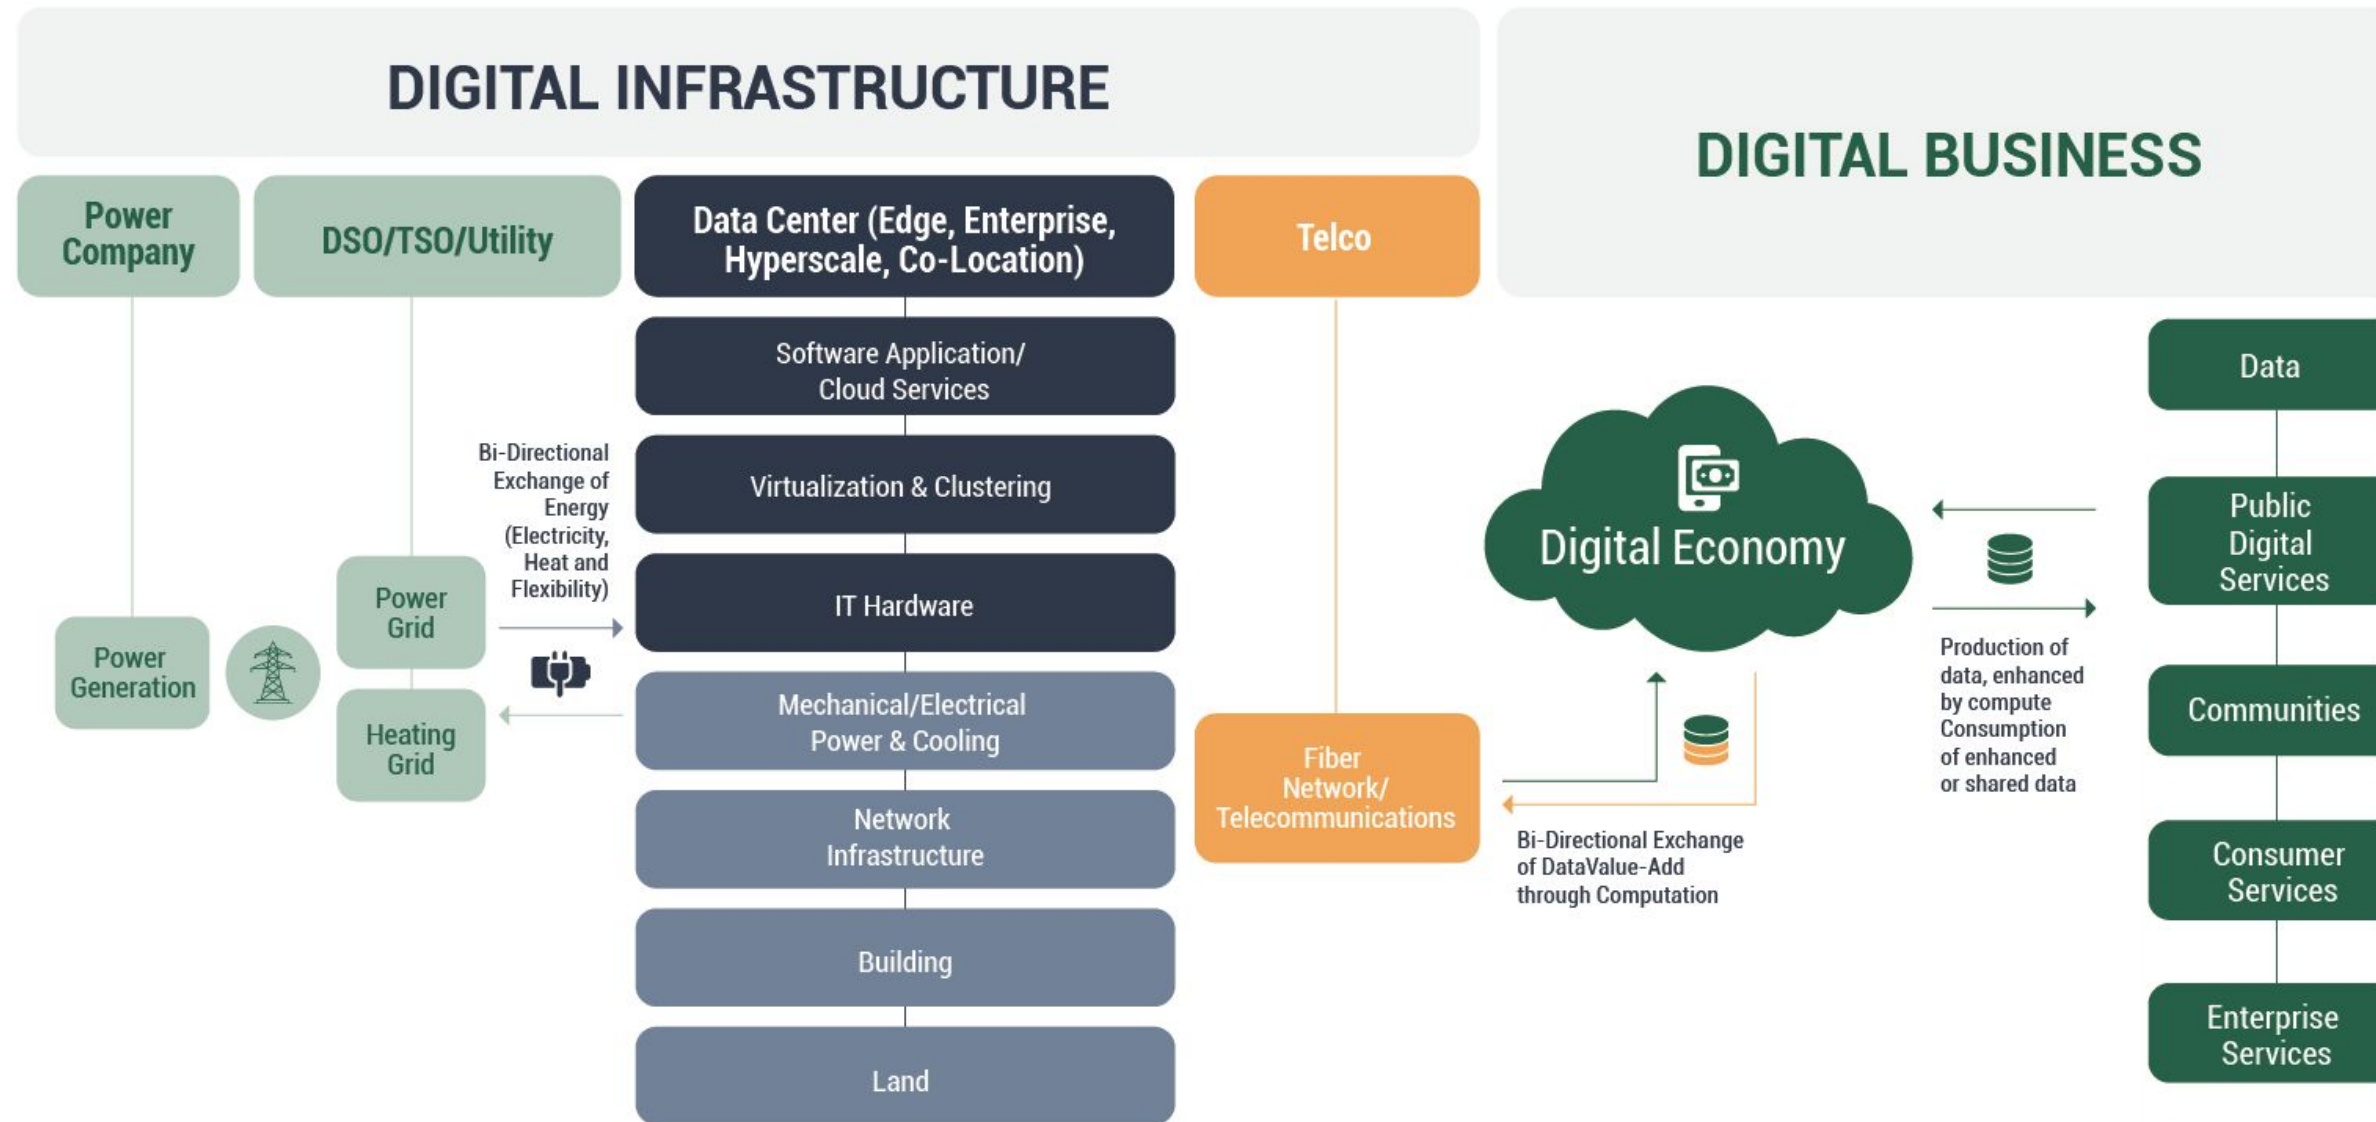 DIGITAL INFRASTRUCTURE
DIGITAL BUSINESS
Power
Company
DSO/TSO/Utility
Data Center (Edge, Enterprise,
Hyperscale, Co-Location)
Telco
Software Application/
Cloud Services
Virtualization & Clustering
IT Hardware
Mechanical/Electrical
Power & Cooling
Network
Infrastructure
Building
Land
Bi-Directional
Exchange of
Energy
(Electricity,
Heat and
Flexibility)
Power
Grid
Heating
Grid
Power
Generation
Fiber
Network/
Telecommunications
Digital Economy
Bi-Directional Exchange
of DataValue-Add
through Computation
Production of
data, enhanced
by compute
Consumption
of enhanced
or shared data
Data
Public
Digital
Services
Communities
Consumer
Services
Enterprise
Services